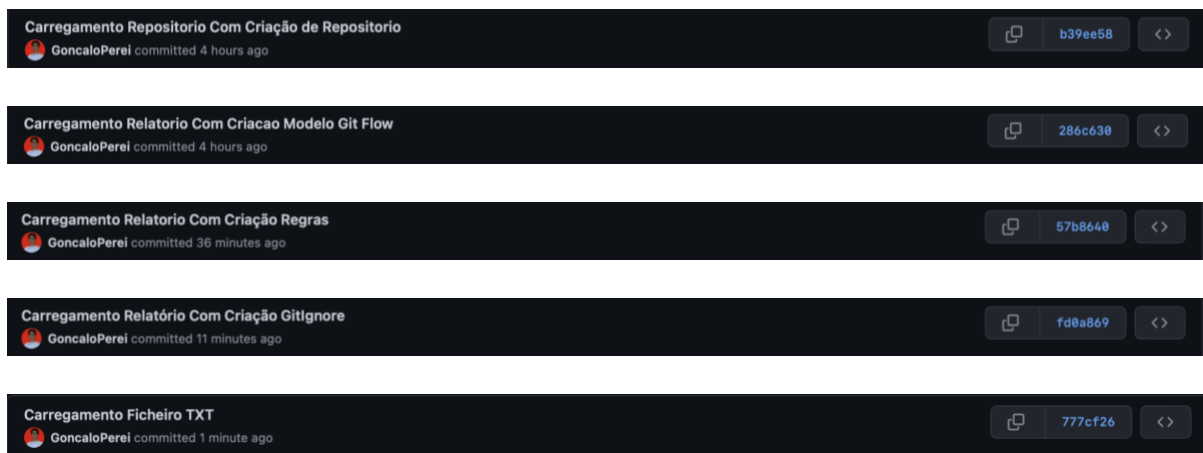 Carregamento Repositorio Com Criação de Repositorio
GoncaloPerei committed 4 hours ago
b39ee58
Carregamento Relatorio Com Criacao Modelo Git Flow
GoncaloPerei committed 4 hours ago
286c630
Carregamento Relatorio Com Criação Regras
GoncaloPerei committed 36 minutes ago
57b8640
Carregamento Relatório Com Criação GitIgnore
GoncaloPerei committed 11 minutes ago
fd0a869
Carregamento Ficheiro TXT
GoncaloPerei committed 1 minute ago
777cf26